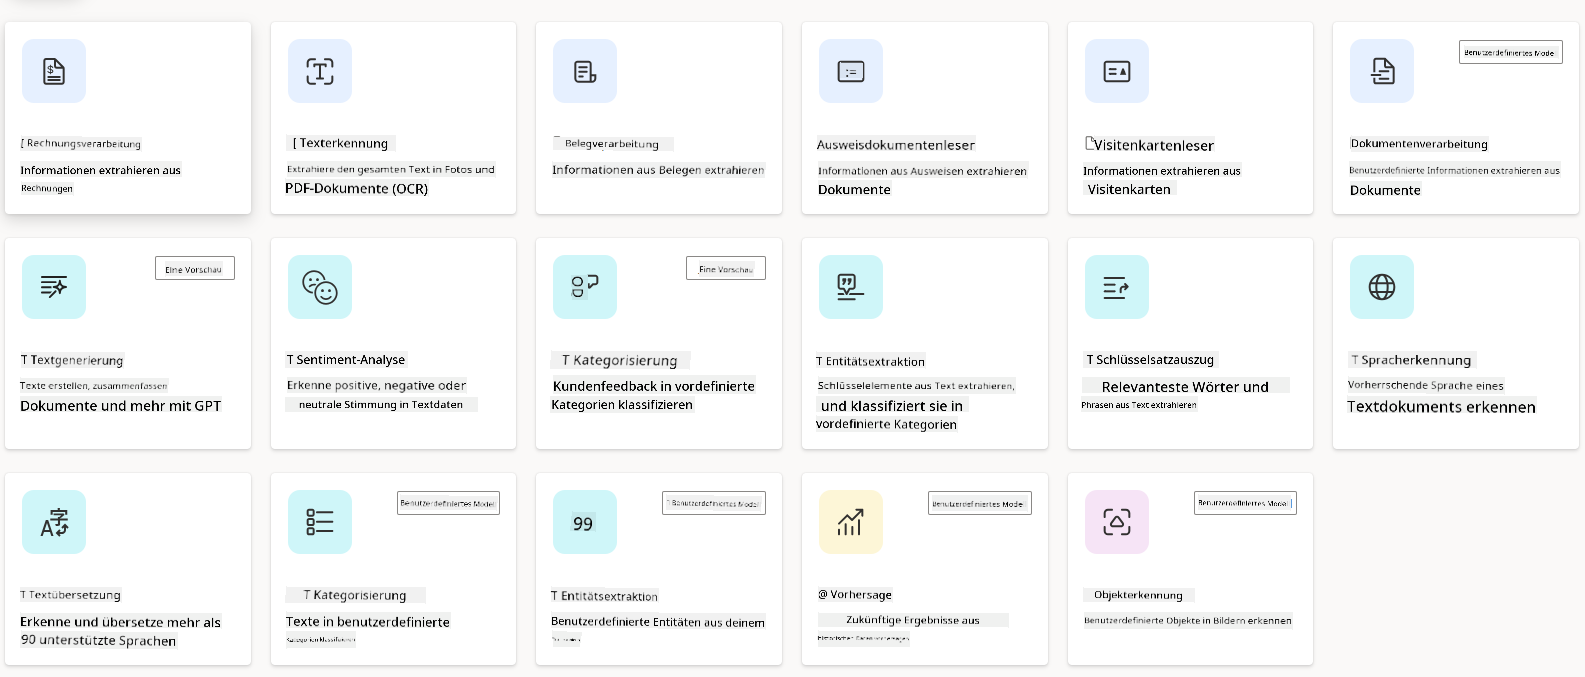 Benutzerdefiniertes Mode
[ Rechnungsverarbeitung
Informationen extrahieren aus
Rechnungen
[ Texterkennung
Extrahiere den gesamten Text in Fotos und
PDF-Dokumente (OCR)
Belegverarbeitung
Informationen aus Belegen extrahieren
Ausweisdokumentenleser
Informationen aus Ausweisen extrahieren
Dokumente
Visitenkartenleser
Informationen extrahieren aus
Visitenkarten
Dokumentenverarbeitung
Benutzerdefinierte Informationen extrahieren aus
Dokumente
Eine Vorschau
T Textgenerierung
Texte erstellen, zusammenfassen
Dokumente und mehr mit GPT
T Sentiment-Analyse
Erkenne positive, negative oder
neutrale Stimmung in Textdaten
Eine Vorschau
T Kategorisierung
Kundenfeedback in vordefinierte
Kategorien klassifizieren
T Entitätsextraktion
Schlüsselelemente aus Text extrahieren,
und klassifiziert sie in
vordefinierte Kategorien
T Schlüsselsatzauszug
Relevanteste Wörter und
Phrasen aus Text extrahieren
T Spracherkennung
Vorherrschende Sprache eines
Textdokuments erkennen
T Textübersetzung
Erkenne und übersetze mehr als
90 unterstützte Sprachen
Benutzerdefiniertes Model
T Kategorisierung
Texte in benutzerdefinierte
Kategorien klassifizieren
Benutzerdefiniertes Model
99
T Entitätsextraktion
Benutzerdefinierte Entitäten aus deinem
Benutzerdefiniertes Mode
@ Vorhersage
Zukünftige Ergebnisse aus
historischen Daten vorhersagen
Benutzerdefiniertes Model
Objekterkennung
Benutzerdefinierte Objekte in Bildern erkennen